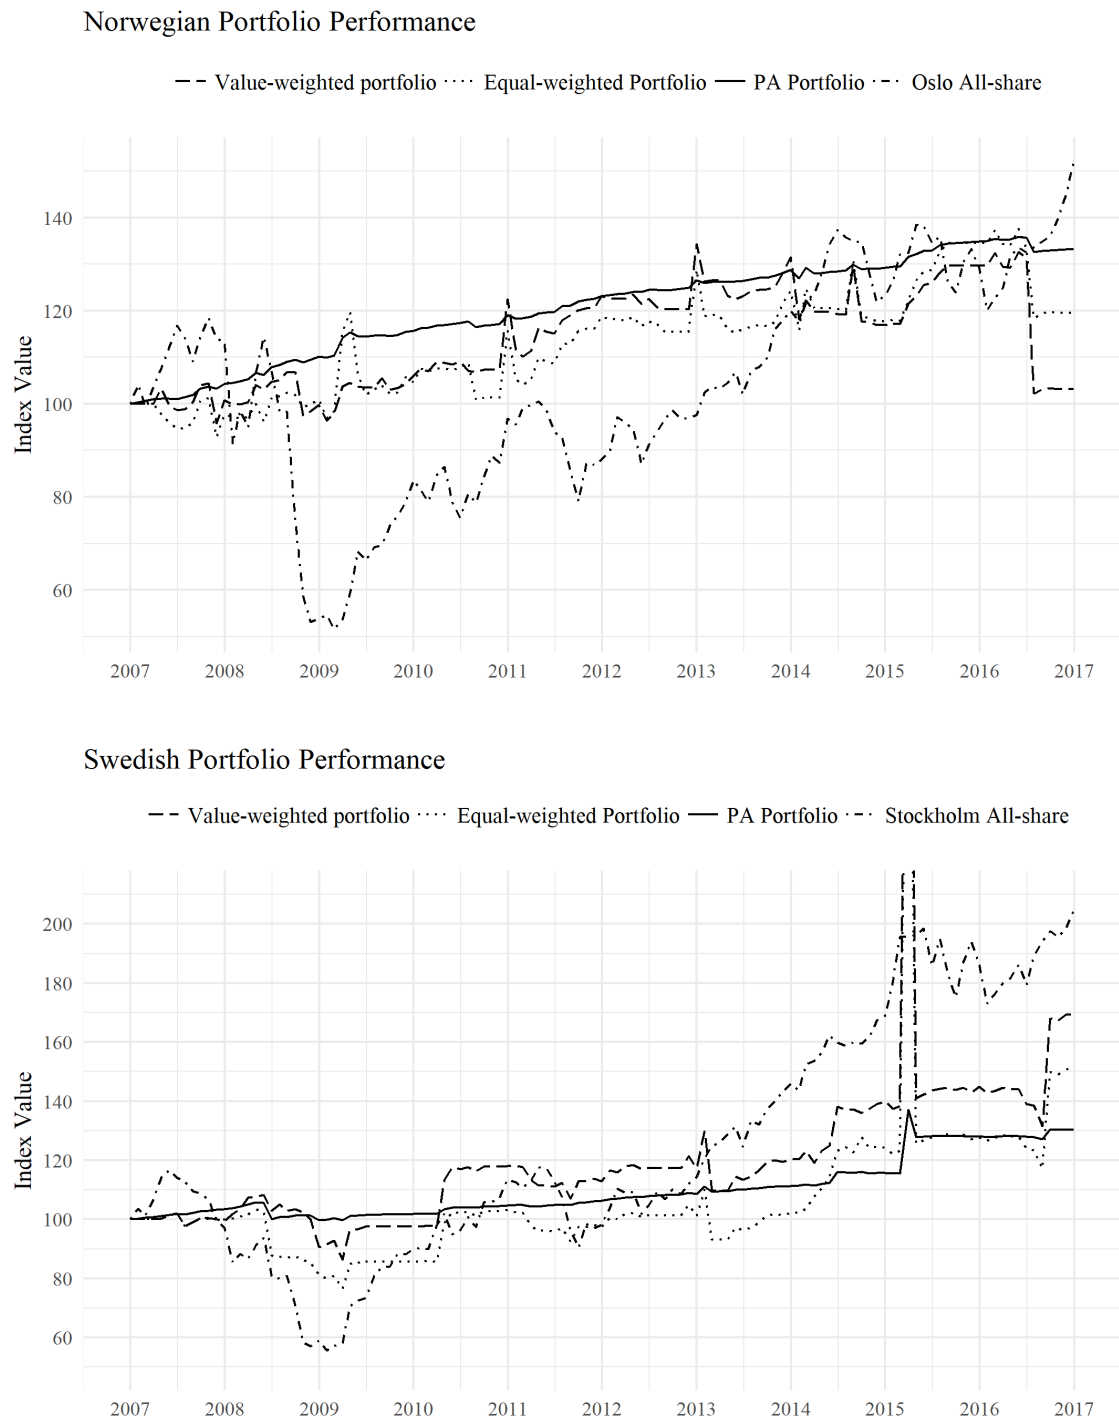 Norwegian Portfolio Performance
Value-weighted portfolio Equal-weighted Portfolio PA Portfolio Oslo All-share
Index Value
140
120
100
80
60
2007 2008 2009 2010 2011 2012 2013 2014 2015 2016 2017
Swedish Portfolio Performance
Value-weighted portfolio Equal-weighted Portfolio PA Portfolio Stockholm All-share
Index Value
200
180
160
140
120
100
80
60
2007 2008 2009 2010 2011 2012 2013 2014 2015 2016 2017